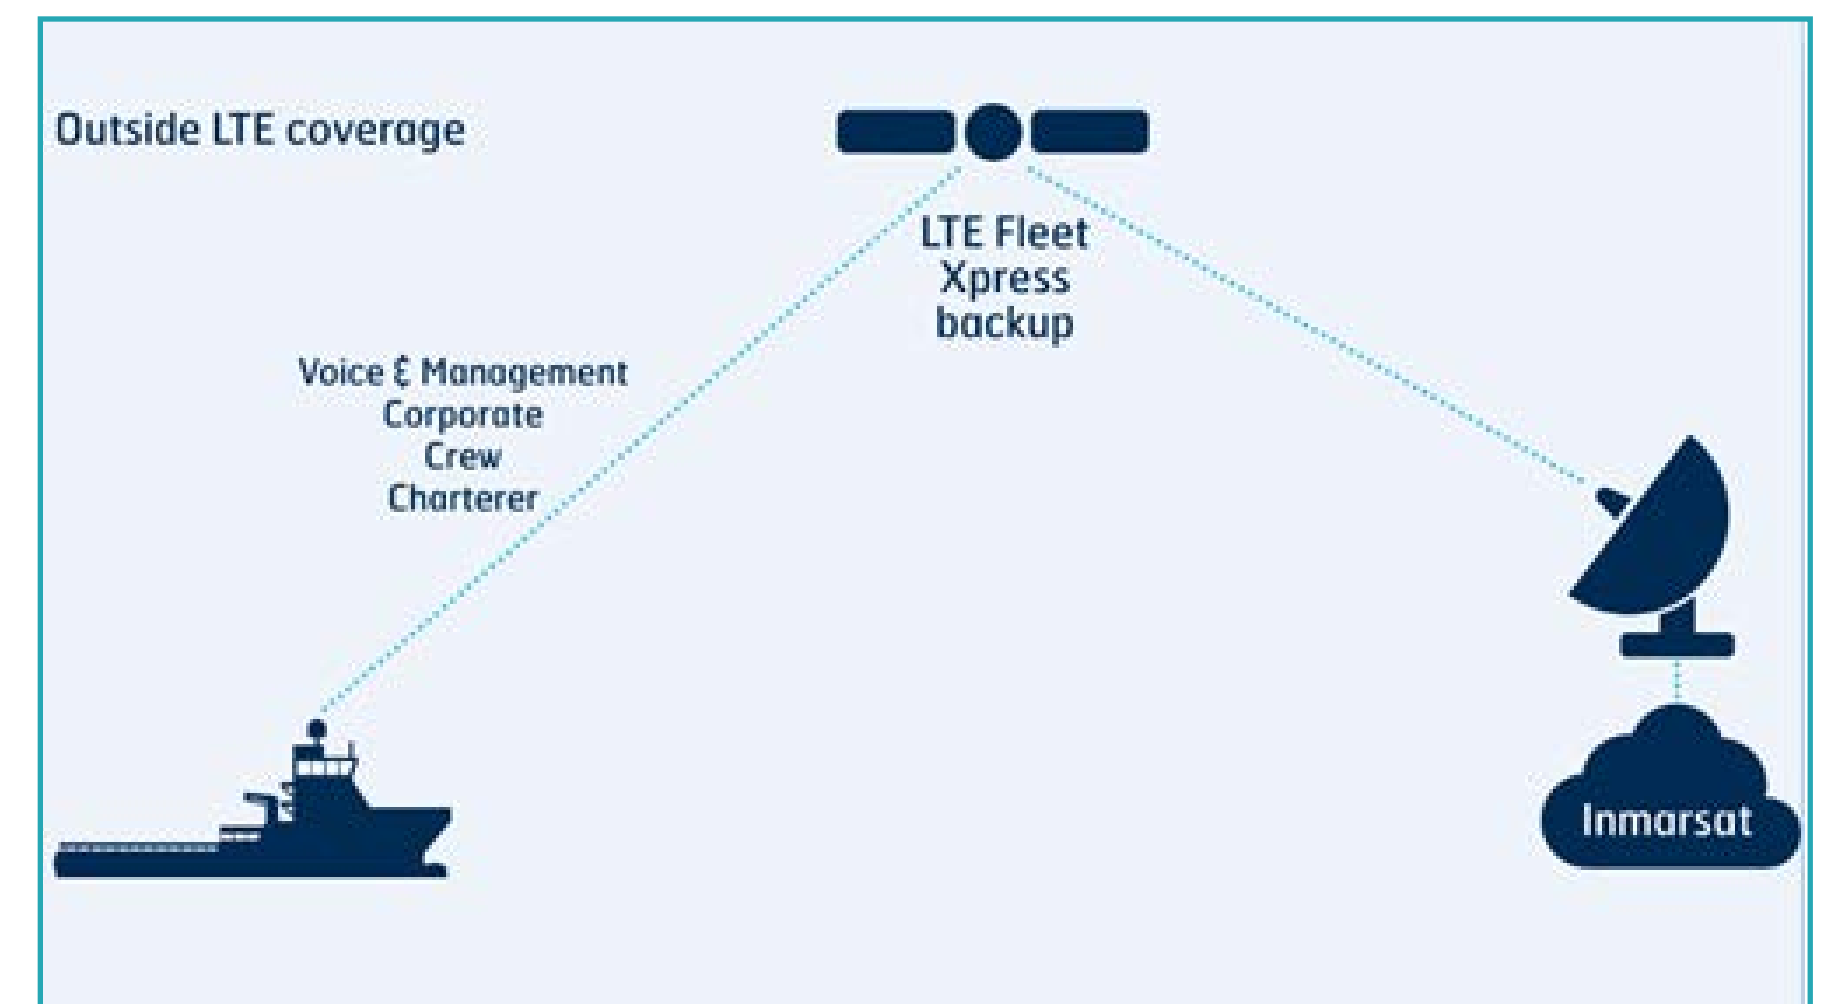 Outside LTE coverage
LTE Fleet
Xpress
backup
Voice & Management
Corporate
Crew
Charterer
Inmarsat